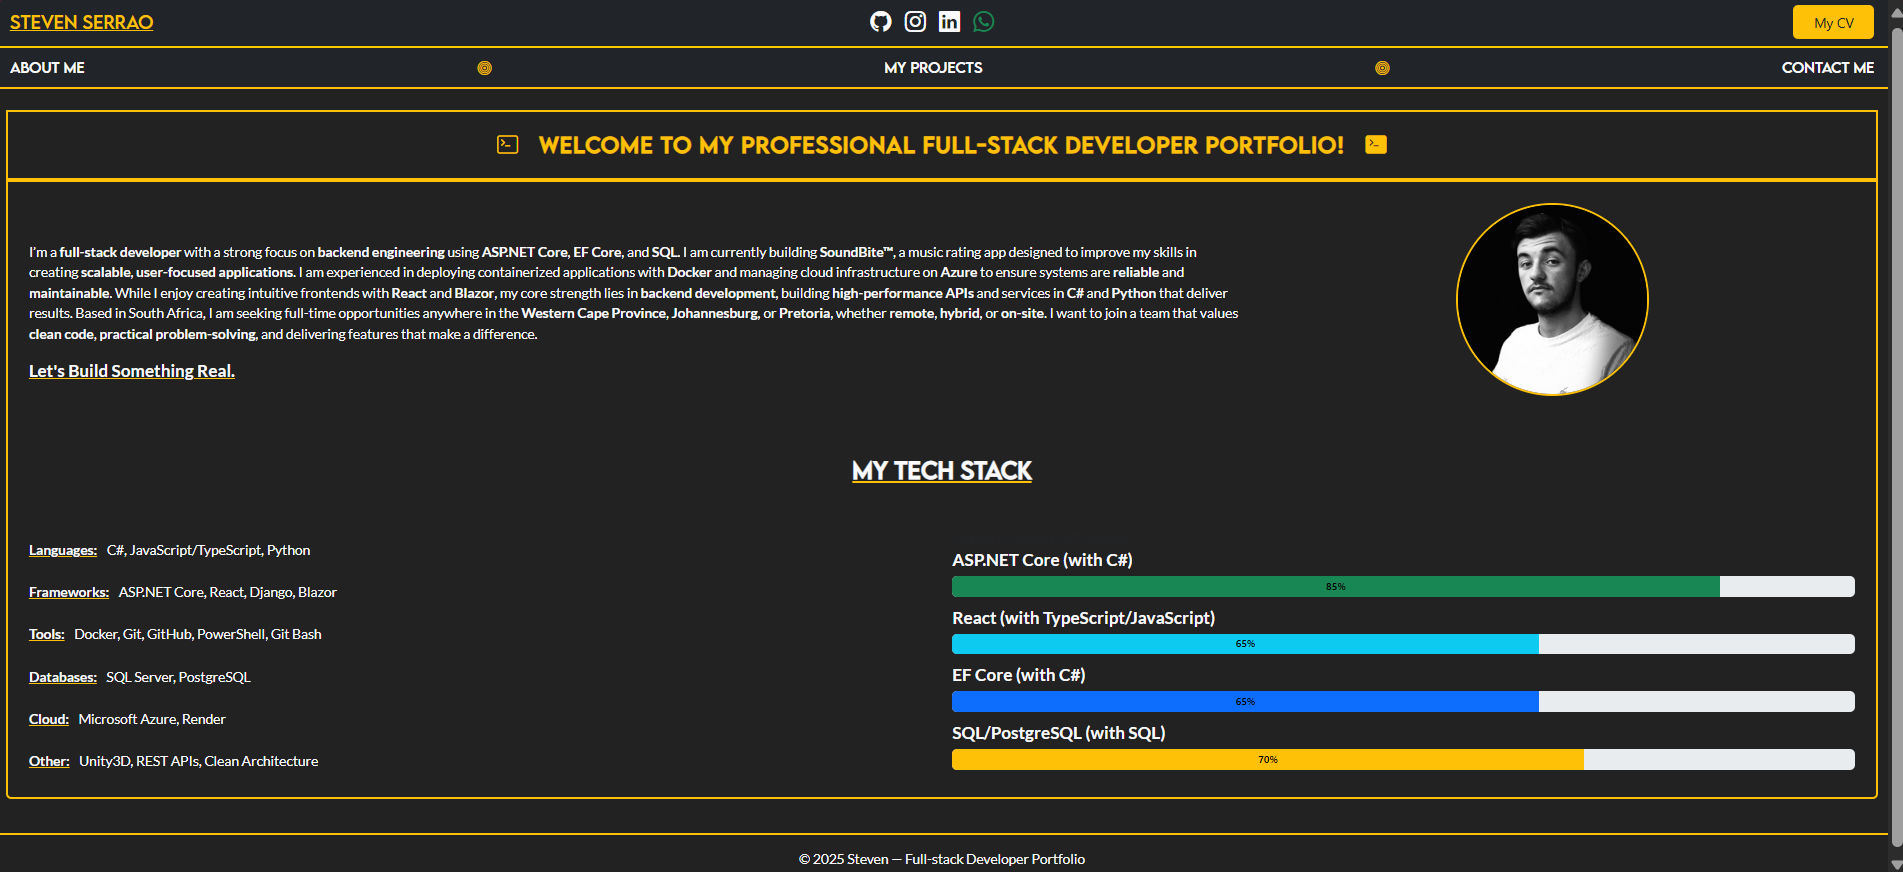 STEVEN SERRAO
My CV
ABOUT ME
MY PROJECTS
CONTACT ME
WELCOME TO MY PROFESSIONAL FULL-STACK DEVELOPER PORTFOLIO!
I'm a full-stack developer with a strong focus on backend engineering using ASP.NET Core, EF Core, and SQL. I am currently building SoundBite™, a music rating app designed to improve my skills in
creating scalable, user-focused applications. I am experienced in deploying containerized applications with Docker and managing cloud infrastructure on Azure to ensure systems are reliable and
maintainable. While I enjoy creating intuitive frontends with React and Blazor, my core strength lies in backend development, building high-performance APIs and services in C# and Python that deliver
results. Based in South Africa, I am seeking full-time opportunities anywhere in the Western Cape Province, Johannesburg, or Pretoria, whether remote, hybrid, or on-site. I want to join a team that values
clean code, practical problem-solving, and delivering features that make a difference.
Let's Build Something Real.
MY TECH STACK
Languages: C#, JavaScript/TypeScript, Python
Frameworks: ASP.NET Core, React, Django, Blazor
Tools: Docker, Git, GitHub, PowerShell, Git Bash
Databases: SQL Server, PostgreSQL
Cloud: Microsoft Azure, Render
Other: Unity3D, REST APIs, Clean Architecture
ASP.NET Core (with C#)
85%
React (with TypeScript/JavaScript)
65%
EF Core (with C#)
65%
SQL/PostgreSQL (with SQL)
70%
© 2025 Steven — Full-stack Developer Portfolio